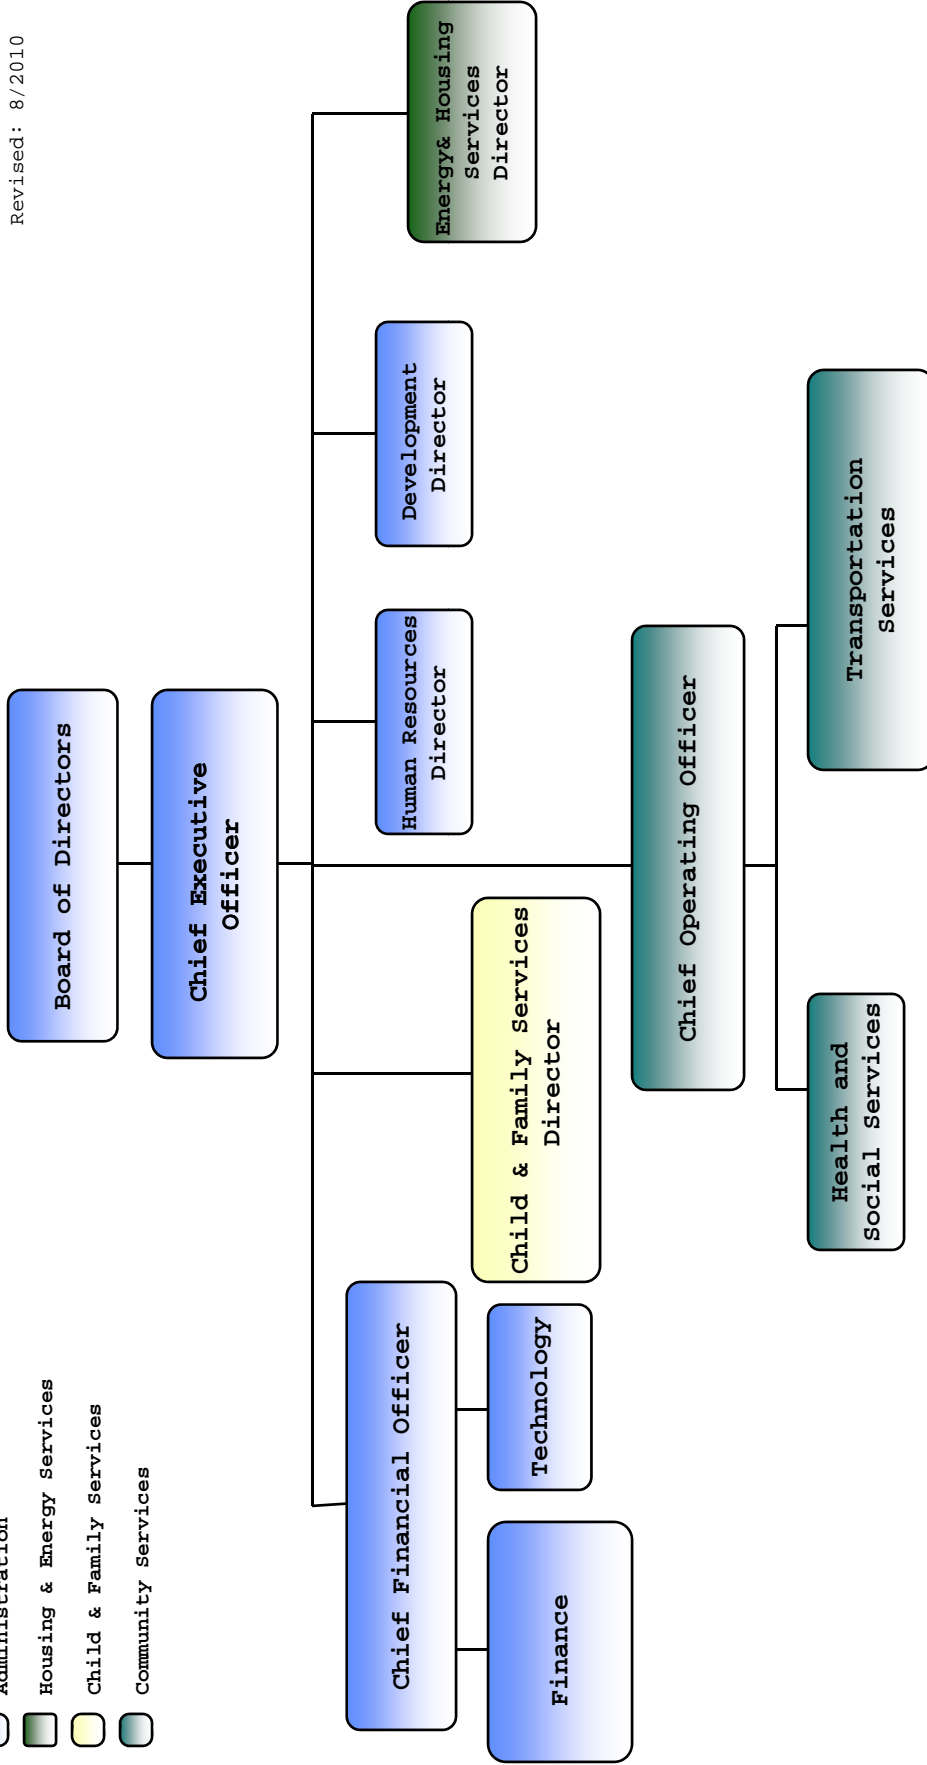 Administration
Housing & Energy Services
Child & Family Services
Community Services
Revised: 8/2010
Board of Directors
Chief Executive
Officer
Chief Financial Officer
Finance
Technology
Child & Family Services
Director
Human Resources
Director
Development
Director
Energy& Housing
Services
Director
Chief Operating Officer
Health and
Social Services
Transportation
Services